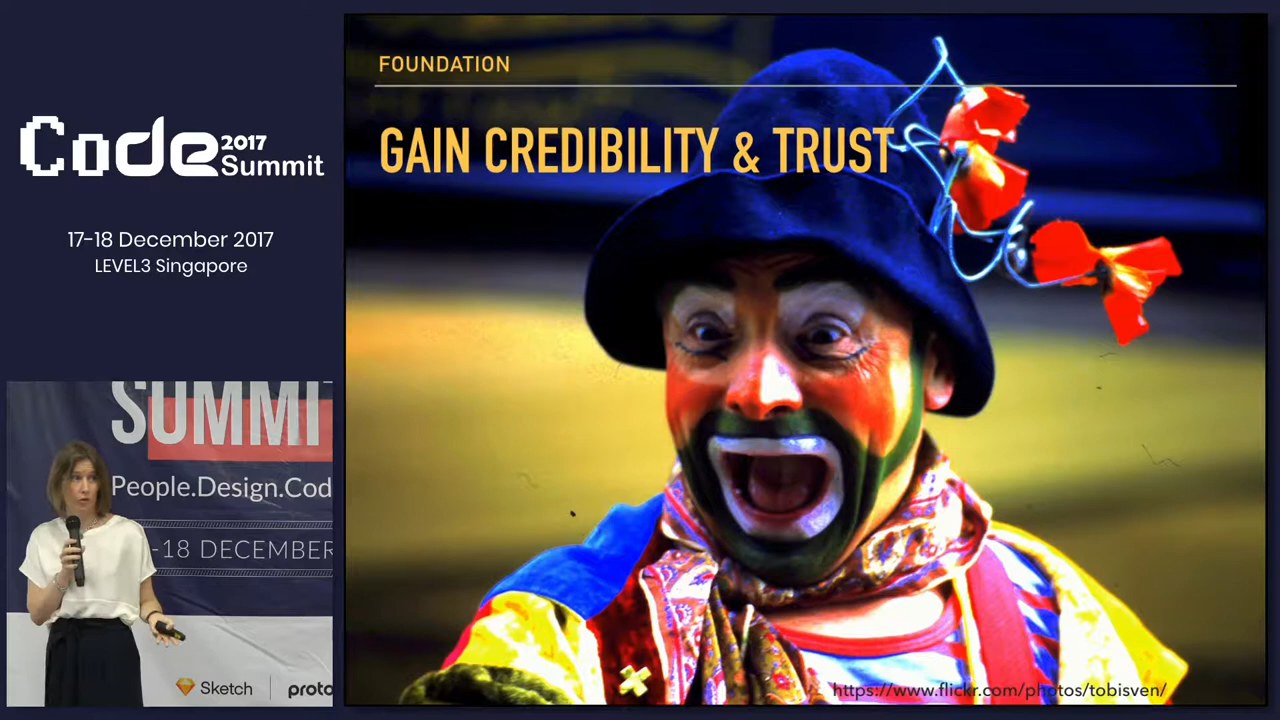 Code 2017 Summit
17-18 December 2017
LEVEL3 Singapore
SUMMI
People.Design.Cod
-18 DECEMBER
Sketch
proto
FOUNDATION
GAIN CREDIBILITY & TRUST
https://www.flickr.com/photos/tobisven/